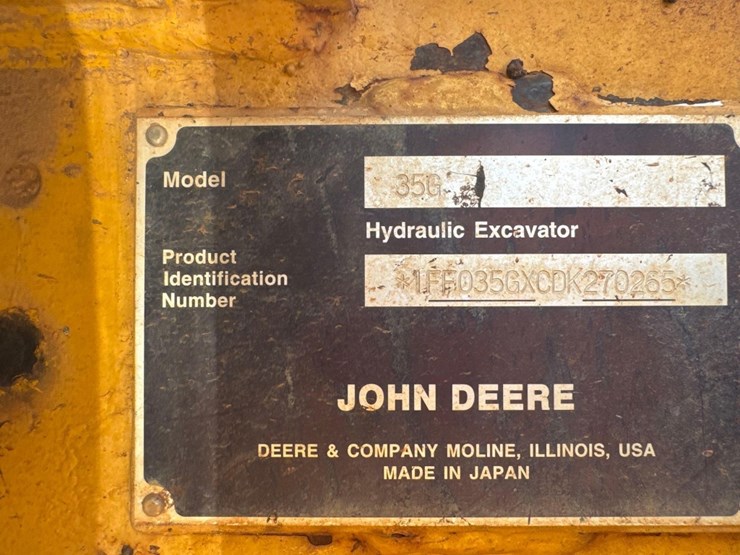 Model
35G
Hydraulic Excavator
Product
Identification
Number
*1FF035GXCDK270265*
JOHN DEERE
DEERE & COMPANY MOLINE, ILLINOIS, USA
MADE IN JAPAN